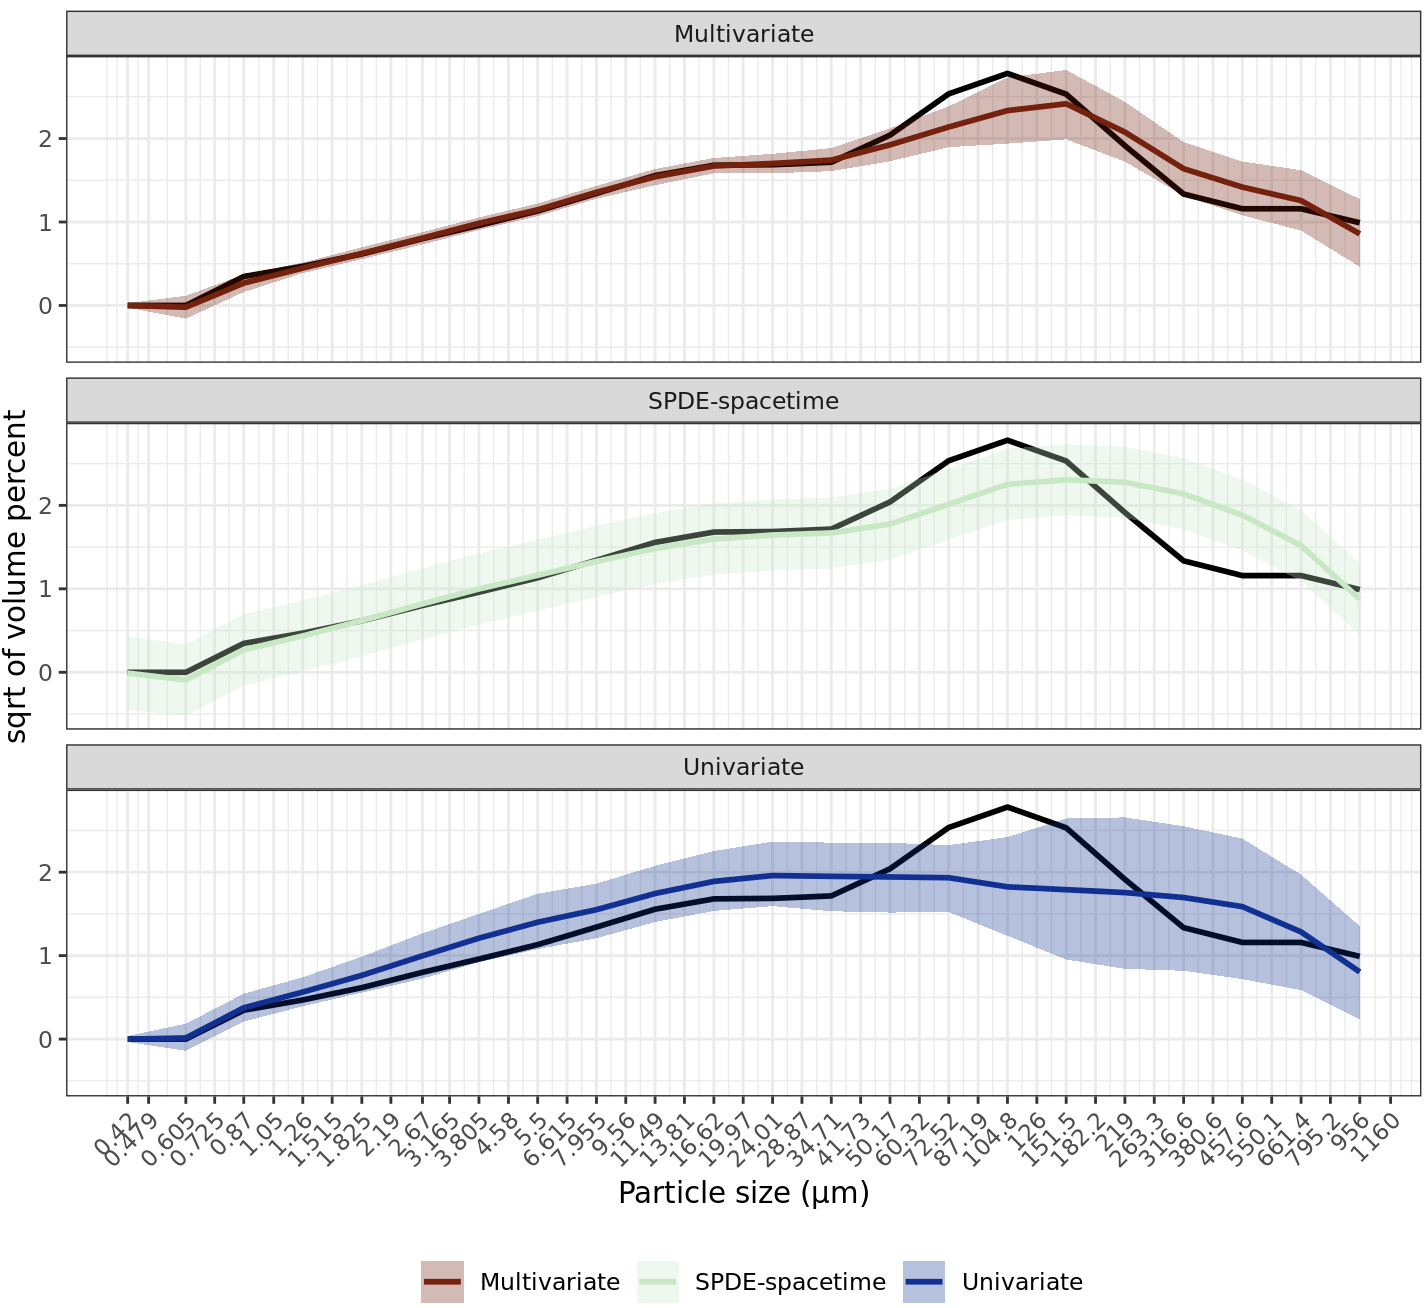 Multivariate
2
1
0
SPDE-spacetime
2
1
0
Univariate
2
1
0
sqrt of volume percent
0.42 0.479 0.605 0.725 0.87 1.05 1.26 1.515 1.825 2.19 2.67 3.165 3.805 4.58 5.5 6.615 7.955 9.56 11.49 13.81 16.62 19.97 24.01 28.87 34.71 41.73 50.17 60.32 72.52 87.19 104.8 126 151.5 182.2 219 263.3 316.6 380.6 457.6 550.1 661.4 795.2 956 1160
Particle size (μm)
Multivariate SPDE-spacetime Univariate